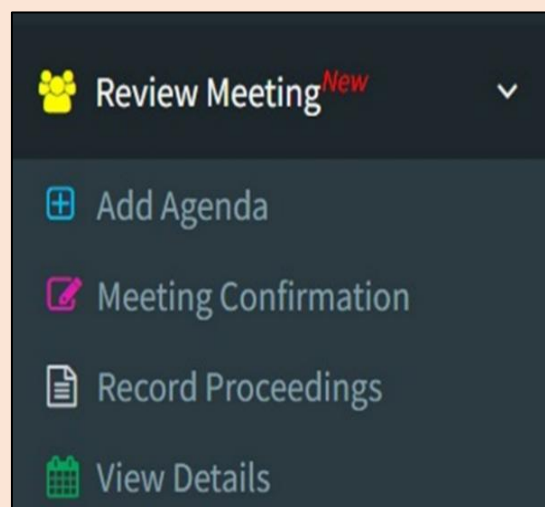 Review Meeting New
Add Agenda
Meeting Confirmation
Record Proceedings
View Details